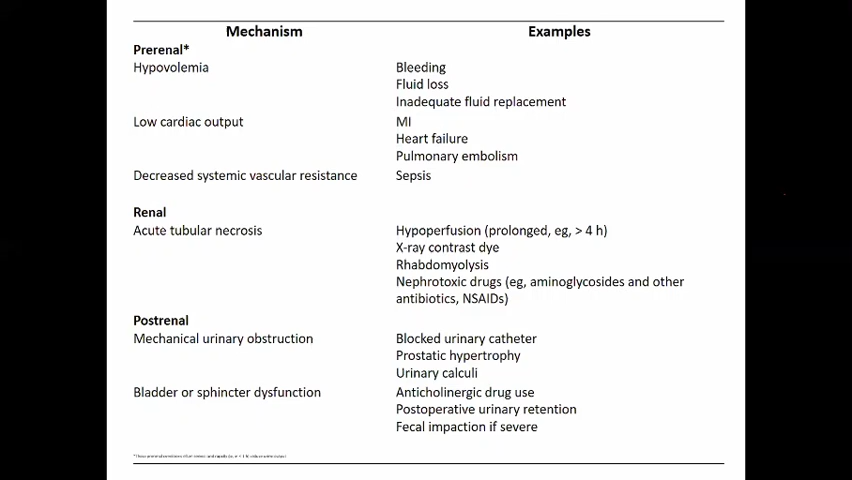 Mechanism Examples
Prerenal*
Hypovolemia Bleeding
Fluid loss
Inadequate fluid replacement
Low cardiac output MI
Heart failure
Pulmonary embolism
Decreased systemic vascular resistance Sepsis
Renal
Acute tubular necrosis Hypoperfusion (prolonged, eg, > 4 h)
X-ray contrast dye
Rhabdomyolysis
Nephrotoxic drugs (eg, aminoglycosides and other
antibiotics, NSAIDs)
Postrenal
Mechanical urinary obstruction Blocked urinary catheter
Prostatic hypertrophy
Urinary calculi
Bladder or sphincter dysfunction Anticholinergic drug use
Postoperative urinary retention
Fecal impaction if severe